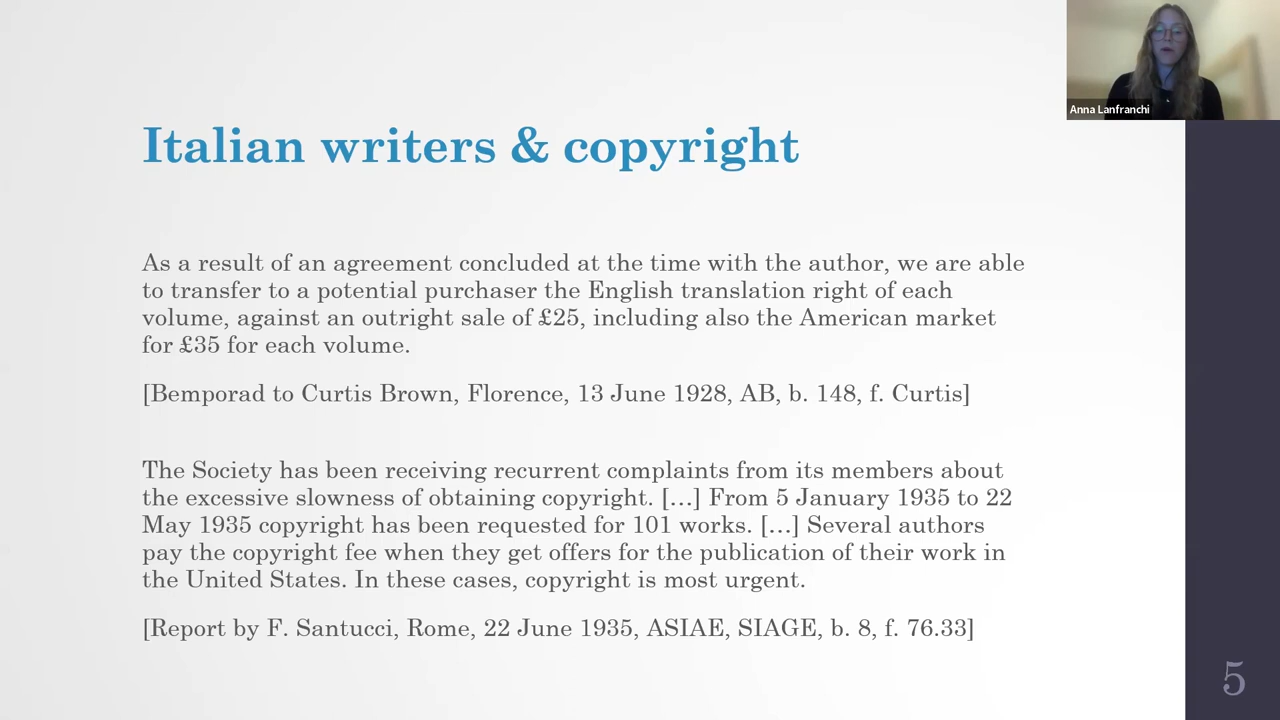 Anna Lanfranchi
Italian writers & copyright
As a result of an agreement concluded at the time with the author, we are able
to transfer to a potential purchaser the English translation right of each
volume, against an outright sale of £25, including also the American market
for £35 for each volume.
[Bemporad to Curtis Brown, Florence, 13 June 1928, AB, b. 148, f. Curtis]
The Society has been receiving recurrent complaints from its members about
the excessive slowness of obtaining copyright. […] From 5 January 1935 to 22
May 1935 copyright has been requested for 101 works. […] Several authors
pay the copyright fee when they get offers for the publication of their work in
the United States. In these cases, copyright is most urgent.
[Report by F. Santucci, Rome, 22 June 1935, ASIAE, SIAGE, b. 8, f. 76.33]
5